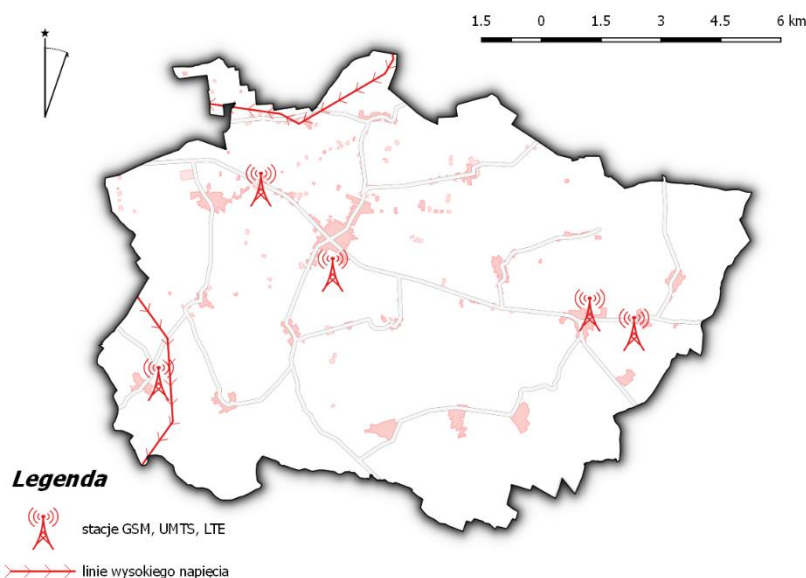 1.5 0 1.5 3 4.5 6 km
Legenda
stacje GSM, UMTS, LTE
linie wysokiego napięcia